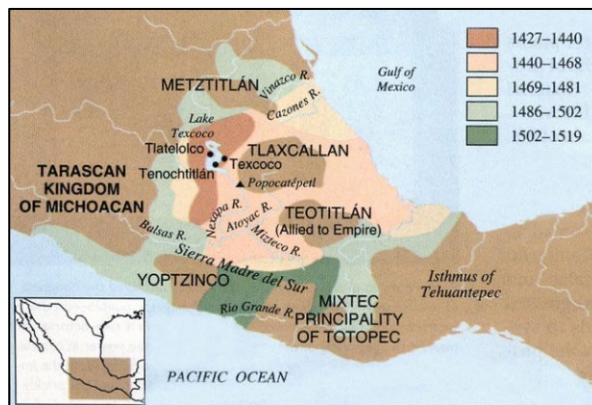 1427–1440
1440–1468
1469–1481
1486–1502
1502–1519
Gulf of
Mexico
METZTITLÁN
Vinazco R.
Cazones R.
Lake
Texcoco
Tlatelolco
TLAXCALLAN
Texcoco
Tenochtitlán
Popocatépetl
TARASCAN
KINGDOM
OF MICHOACAN
Nexapa R.
Atoyac R.
Mizteco R.
TEOTITLÁN
(Allied to Empire)
Balsas R.
Sierra Madre del Sur
YOPTZINCO
Rio Grande R.
MIXTEC
PRINCIPALITY
OF TOTOPEC
Isthmus of
Tehuantepec
PACIFIC OCEAN